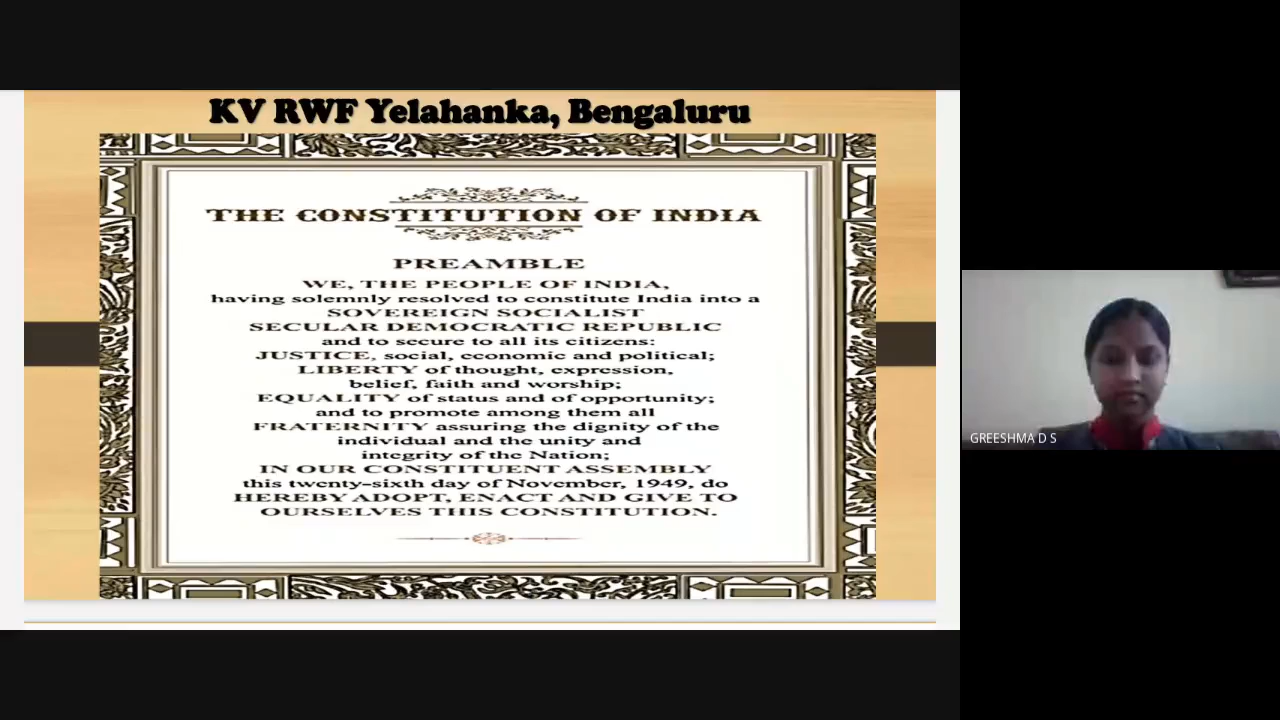 KV RWF Yelahanka, Bengaluru
THE CONSTITUTION OF INDIA
PREAMBLE
WE, THE PEOPLE OF INDIA,
having solemnly resolved to constitute India into a
SOVEREIGN SOCIALIST
SECULAR DEMOCRATIC REPUBLIC
and to secure to all its citizens:
JUSTICE, social, economic and political;
LIBERTY of thought, expression,
belief, faith and worship;
EQUALITY of status and of opportunity;
and to promote among them all
FRATERNITY assuring the dignity of the
individual and the unity and
integrity of the Nation;
IN OUR CONSTITUENT ASSEMBLY
this twenty-sixth day of November, 1949, do
HEREBY ADOPT, ENACT AND GIVE TO
OURSELVES THIS CONSTITUTION.
GREESHMA D S